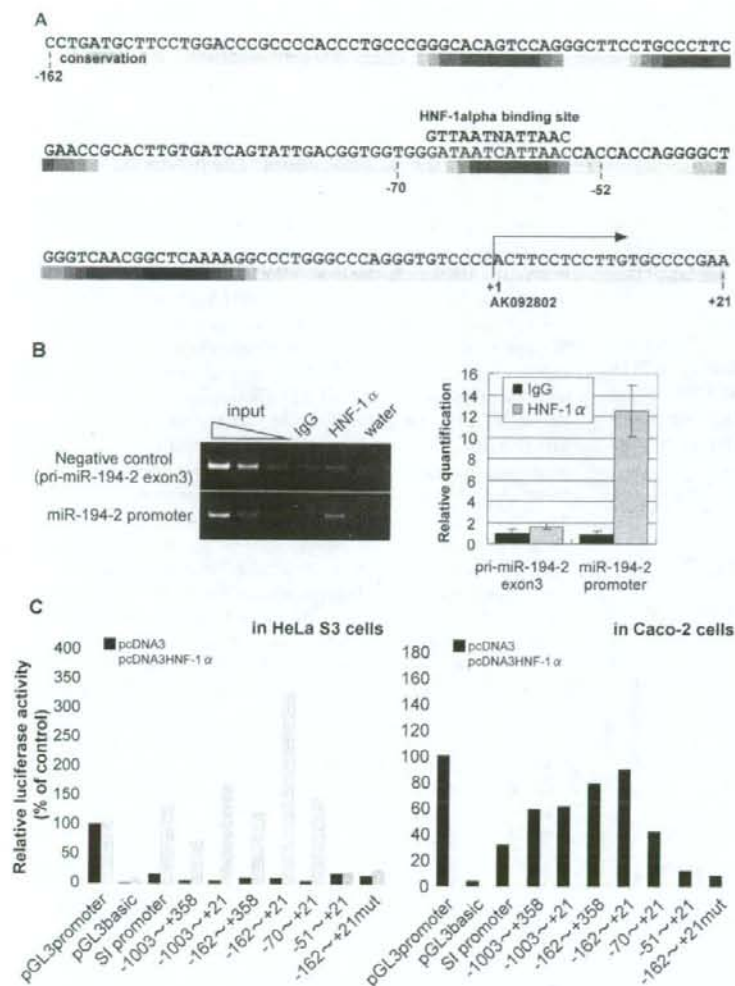 A
CCTGATGCTTCCTGGACCCGCCCCACCCTGCCCGGGCACAGTCCAGGGCTTCCTGCCCTTC
conservation
-162
HNF-1alpha binding site
GTTAATNATTAAC
GAACCGCACTTGTGATCAGTATTGACGGTGGTGGGATAATCATTAACCACCACCAGGGGCT
-70
-52
GGGTCAACGGCTCAAAAGGCCCTGGGCCCAGGGTGTCCCCACTTCCTCCTTGTGCCCCGAA
+1
AK092802
+21
B
input
IgG
HNF-1α
water
Negative control
(pri-miR-194-2 exon3)
miR-194-2 promoter
Relative quantification
16
14
12
10
8
6
4
2
0
IgG
HNF-1α
pri-miR-194-2
exon3
miR-194-2
promoter
C
in HeLa S3 cells
pcDNA3
pcDNA3HNF-1α
Relative luciferase activity
(% of control)
400
350
300
250
200
150
100
50
0
pGL3promoter
pGL3basic
SI promoter
-1003~+358
-1003~+21
-162~+358
-162~+21
-70~+21
-51~+21
-162~+21mut
in Caco-2 cells
pcDNA3
pcDNA3HNF-1α
180
160
140
120
100
80
60
40
20
0
pGL3promoter
pGL3basic
SI promoter
-1003~+358
-1003~+21
-162~+358
-162~+21
-70~+21
-51~+21
-162~+21mut